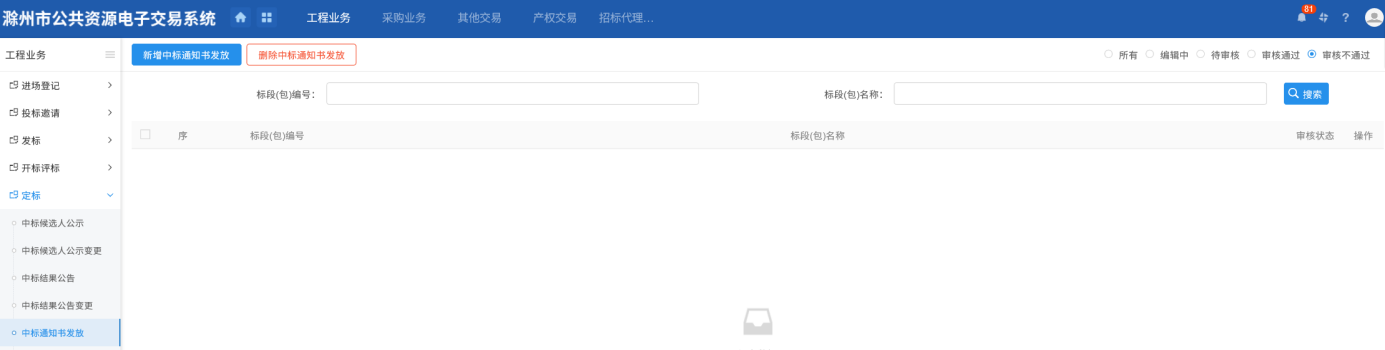 滁州市公共资源电子交易系统 工程业务 采购业务 其他交易 产权交易 招标代理... 81 ?
工程业务 新增中标通知书发放 删除中标通知书发放 所有 编辑中 待审核 审核通过 审核不通过
进场登记
标段(包)编号: 标段(包)名称: 搜索
投标邀请
序 标段(包)编号 标段(包)名称 审核状态 操作
发标
开标评标
定标
中标候选人公示
中标候选人公示变更
中标结果公告
中标结果公告变更
中标通知书发放